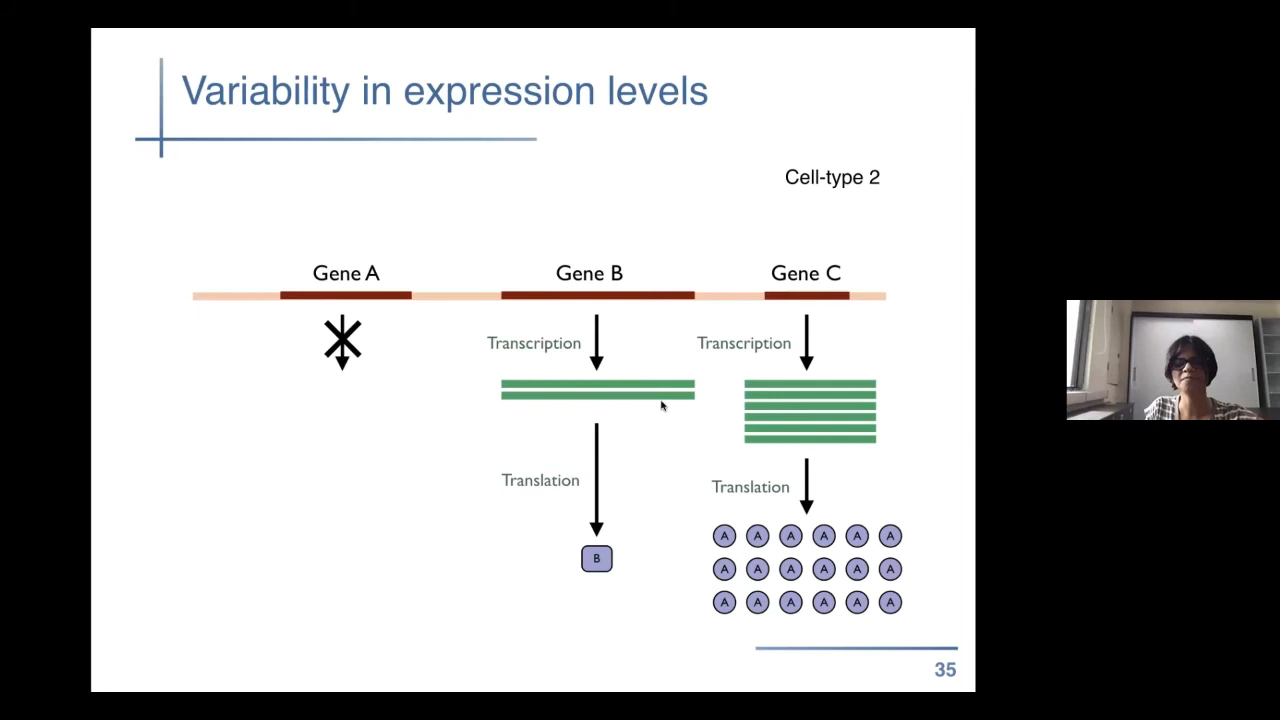 Variability in expression levels
Cell-type 2
Gene A Gene B Gene C
Transcription Transcription
Translation
Translation
A A A A A A
B
A A A A A A
A A A A A A
35